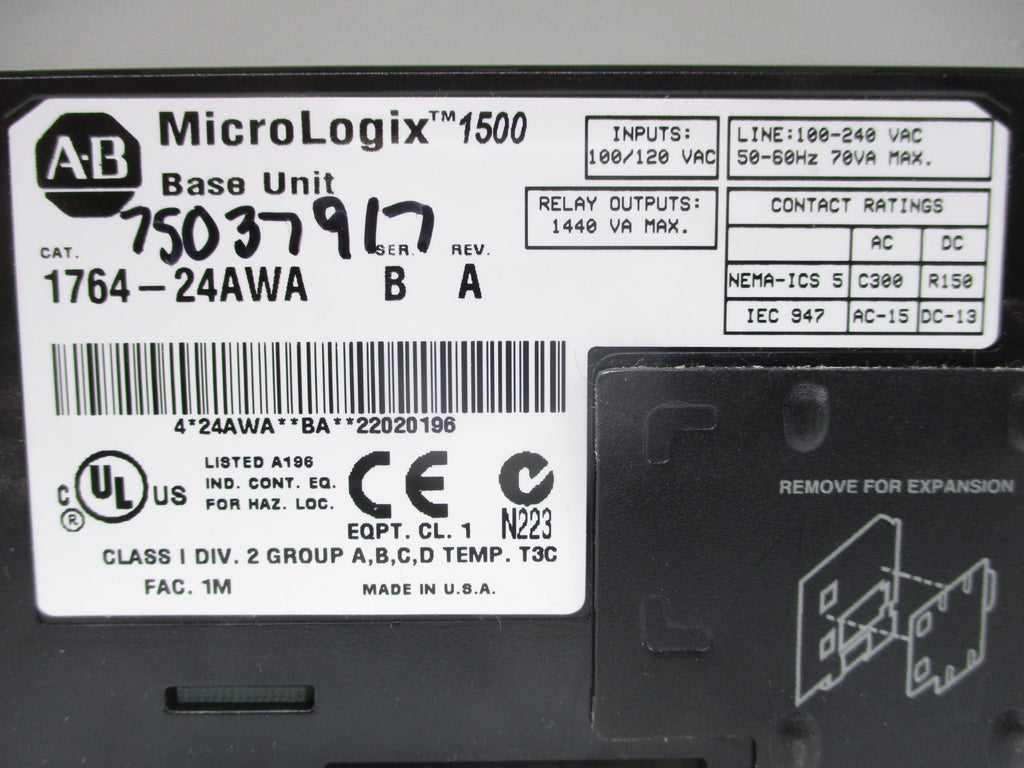 A·B
MicroLogix™ 1500
Base Unit
75037917
CAT.
SER.
REV.
1764-24AWA
B
A
INPUTS:
100/120 VAC
LINE:100-240 VAC
50-60Hz 70VA MAX.
RELAY OUTPUTS:
1440 VA MAX.
CONTACT RATINGS
AC DC
NEMA-ICS 5 C300 R150
IEC 947 AC-15 DC-13
4*24AWA**BA**22020196
C UL US
®
LISTED A196
IND. CONT. EQ.
FOR HAZ. LOC.
CE
EQPT. CL. 1
N223
CLASS I DIV. 2 GROUP A,B,C,D TEMP. T3C
FAC. 1M
MADE IN U.S.A.
REMOVE FOR EXPANSION